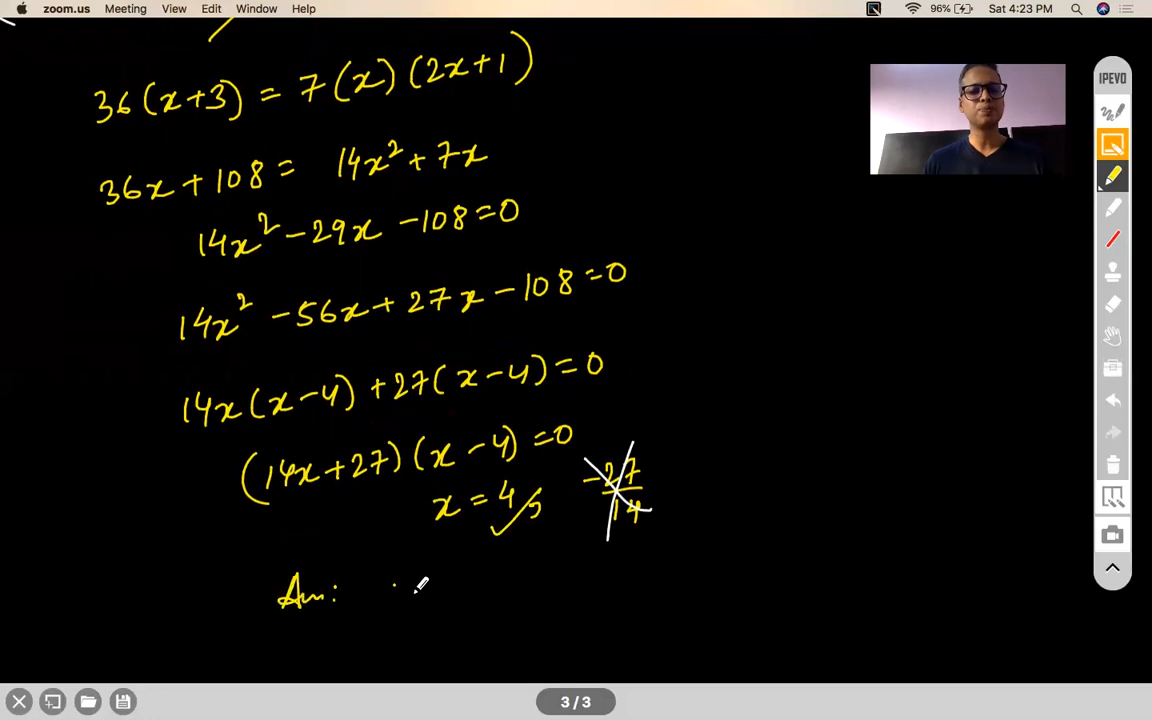 zoom.us Meeting View Edit Window Help 96% Sat 4:23 PM
IPEVO
36(x+3) = 7(x)(2x+1)
36x+108 = 14x²+7x
14x²-29x-108=0
14x²-56x+27x-108=0
14x(x-4)+27(x-4)=0
(14x+27)(x-4)=0
x=4, -27/14
Ans:
3/3